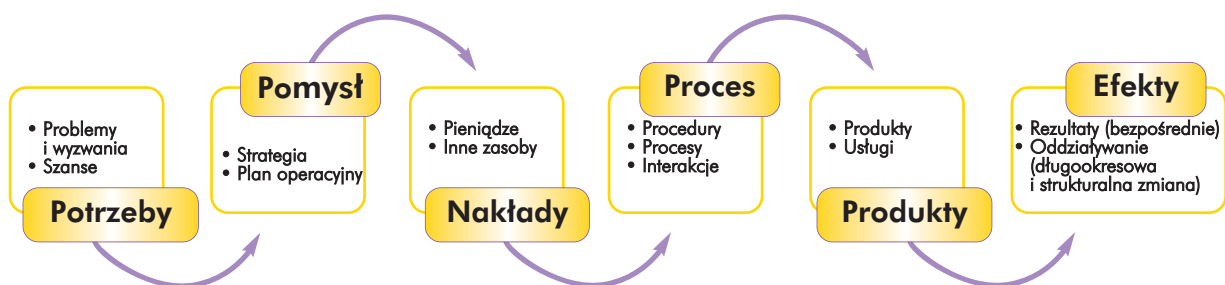 • Problemy
i wyzwania
• Szanse
Potrzeby
Pomysł
• Strategia
• Plan operacyjny
• Pieniądze
• Inne zasoby
Nakłady
Proces
• Procedury
• Procesy
• Interakcje
• Produkty
• Usługi
Produkty
Efekty
• Rezultaty (bezpośrednie)
• Oddziaływanie
(długookresowa
i strukturalna zmiana)